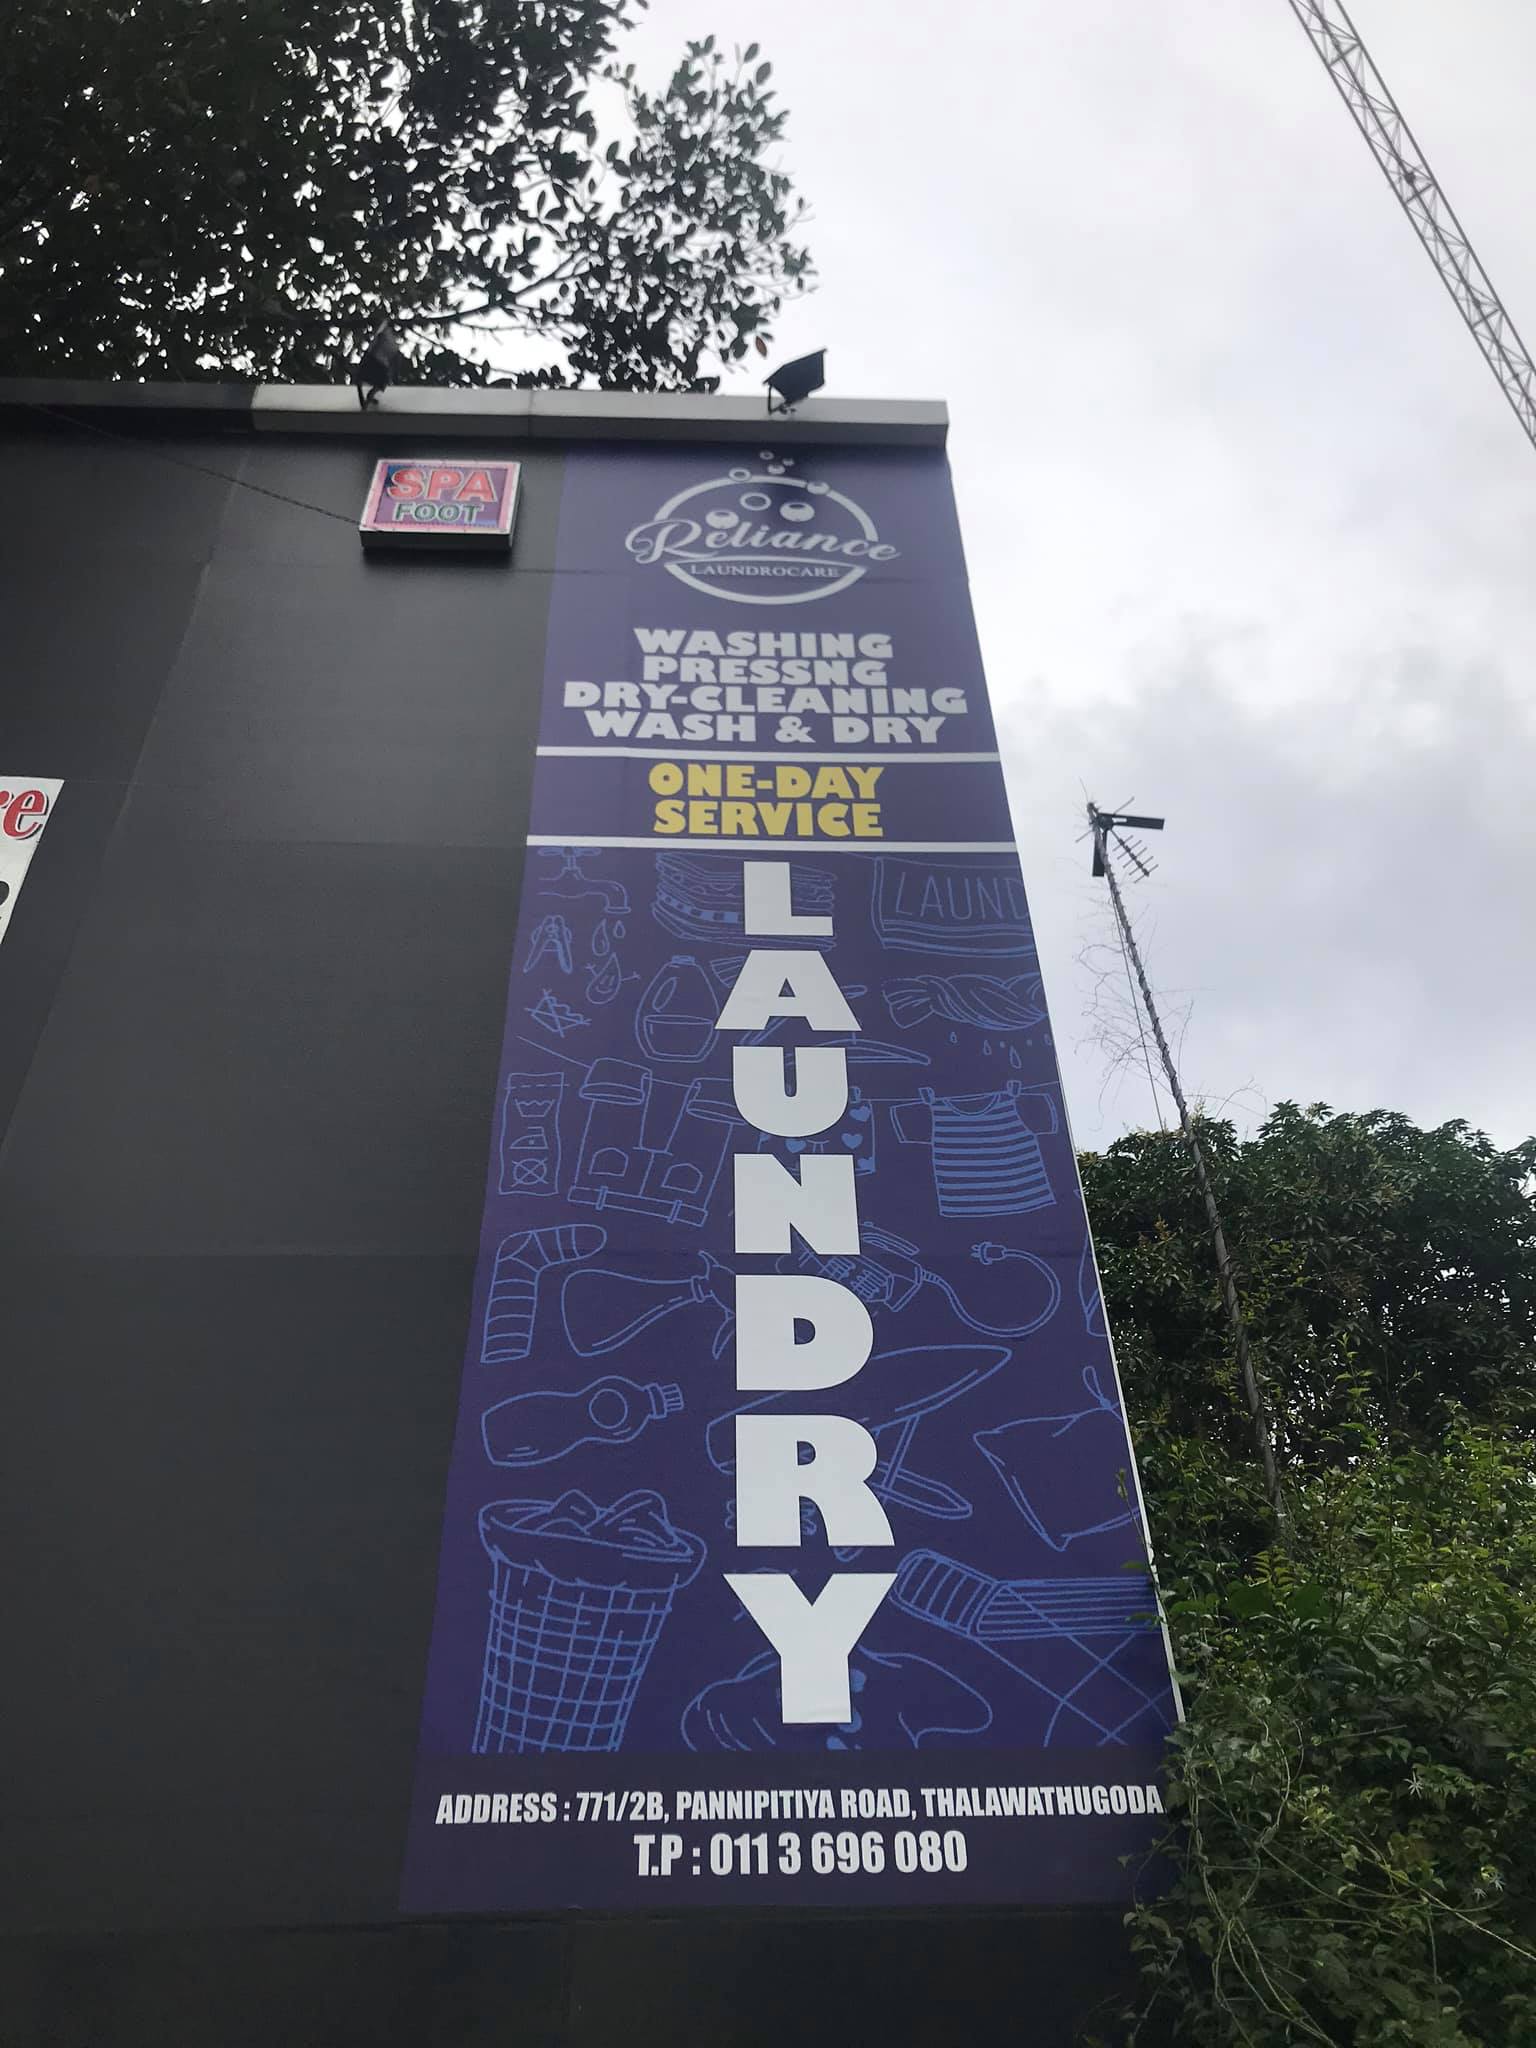 SPA
FOOT
Reliance
LAUNDROCARE
WASHING
PRESSNG
DRY-CLEANING
WASH & DRY
ONE-DAY
SERVICE
LAUND
LAUNDRY
re
ADDRESS : 771/2B, PANNIPITIYA ROAD, THALAWATHUGODA.
T.P : 011 3 696 080